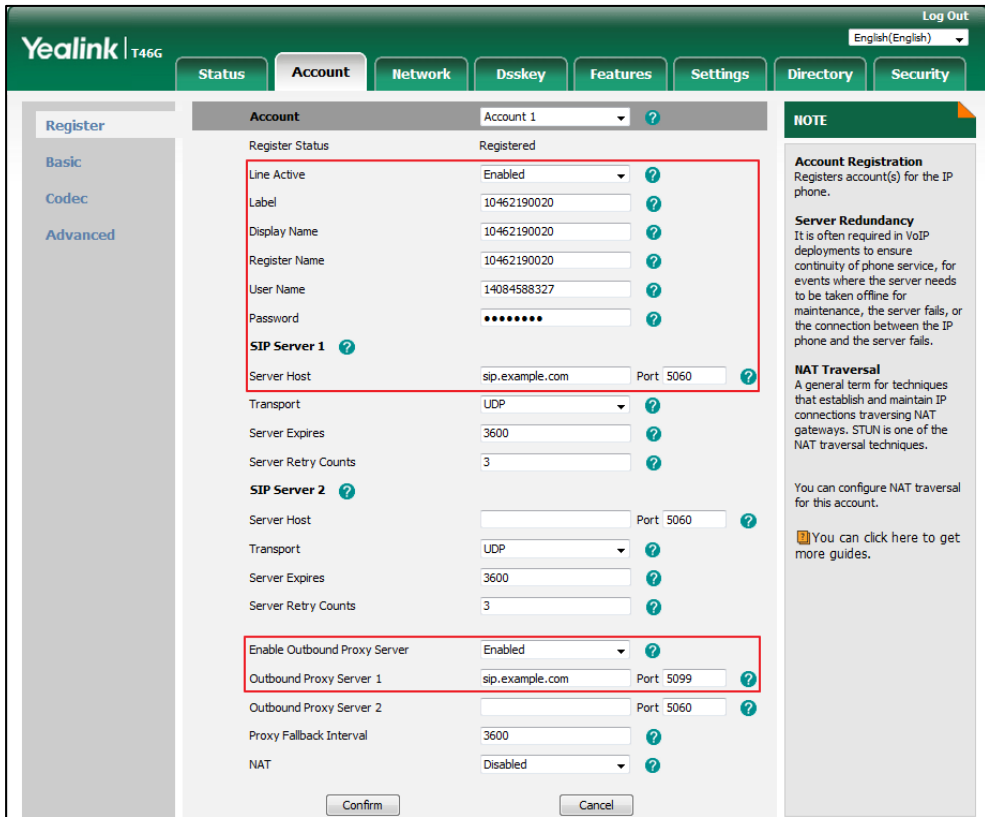 Log Out
Yealink T46G
English(English)
Status Account Network Dsskey Features Settings Directory Security
Register
Basic
Codec
Advanced
Account Account 1
Register Status Registered
Line Active Enabled
Label 10462190020
Display Name 10462190020
Register Name 10462190020
User Name 14084588327
Password ••••••••
SIP Server 1
Server Host sip.example.com Port 5060
Transport UDP
Server Expires 3600
Server Retry Counts 3
SIP Server 2
Server Host Port 5060
Transport UDP
Server Expires 3600
Server Retry Counts 3
Enable Outbound Proxy Server Enabled
Outbound Proxy Server 1 sip.example.com Port 5099
Outbound Proxy Server 2 Port 5060
Proxy Fallback Interval 3600
NAT Disabled
Confirm Cancel
NOTE
Account Registration
Registers account(s) for the IP
phone.
Server Redundancy
It is often required in VoIP
deployments to ensure
continuity of phone service, for
events where the server needs
to be taken offline for
maintenance, the server fails, or
the connection between the IP
phone and the server fails.
NAT Traversal
A general term for techniques
that establish and maintain IP
connections traversing NAT
gateways. STUN is one of the
NAT traversal techniques.
You can configure NAT traversal
for this account.
You can click here to get
more guides.